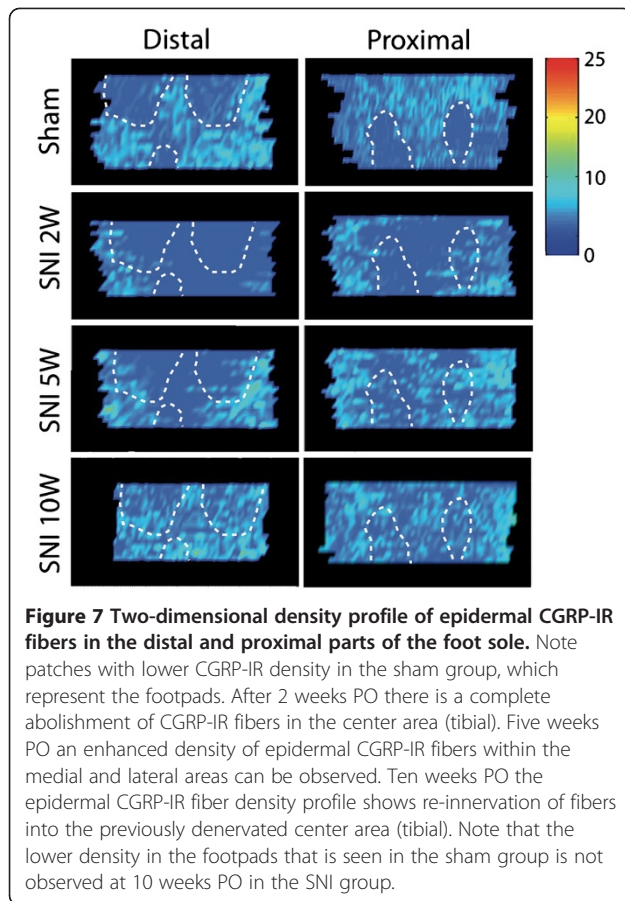 Distal Proximal
Sham
SNI 2W
SNI 5W
SNI 10W
25
20
10
0
Figure 7 Two-dimensional density profile of epidermal CGRP-IR
fibers in the distal and proximal parts of the foot sole. Note
patches with lower CGRP-IR density in the sham group, which
represent the footpads. After 2 weeks PO there is a complete
abolishment of CGRP-IR fibers in the center area (tibial). Five weeks
PO an enhanced density of epidermal CGRP-IR fibers within the
medial and lateral areas can be observed. Ten weeks PO the
epidermal CGRP-IR fiber density profile shows re-innervation of fibers
into the previously denervated center area (tibial). Note that the
lower density in the footpads that is seen in the sham group is not
observed at 10 weeks PO in the SNI group.